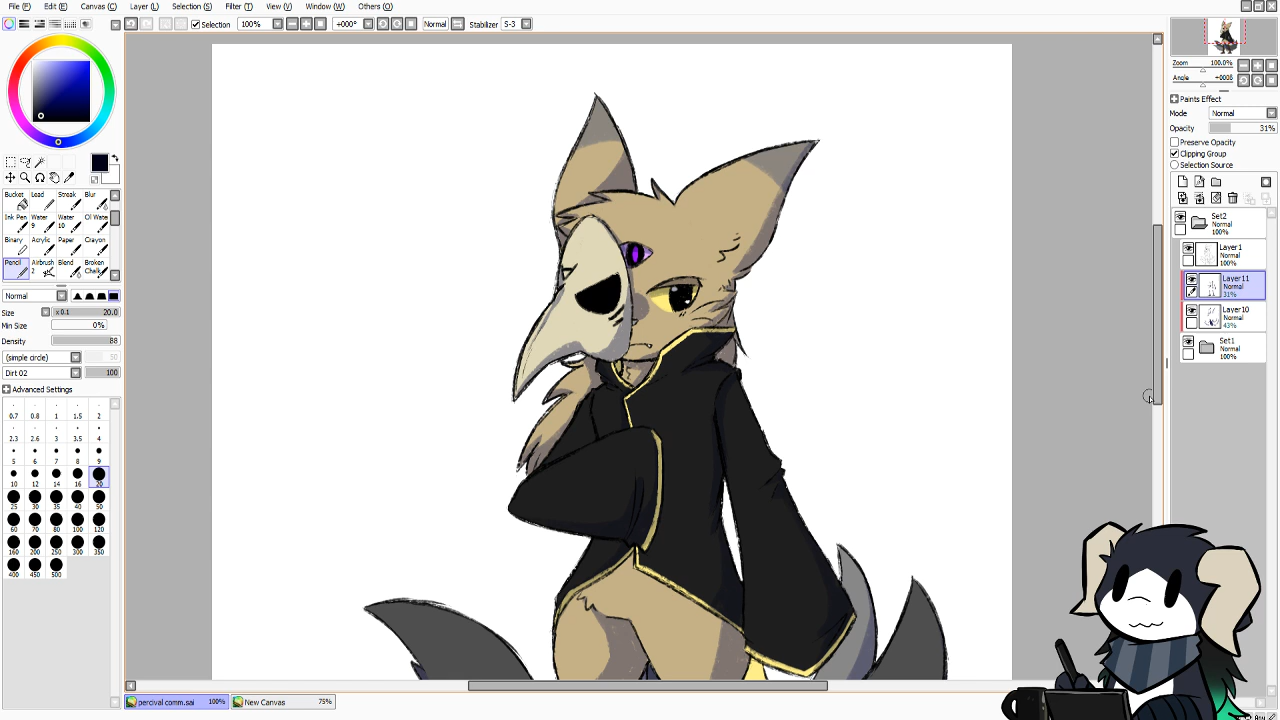 File (F) Edit (E) Canvas (C) Layer (L) Selection (S) Filter (T) View (V) Window (W) Others (O)
Selection 100% +000° Normal Stabilizer S-3
Zoom 100.0%
Angle +000ß
Paints Effect
Mode Normal
Opacity 31%
Preserve Opacity
Clipping Group
Selection Source
Set2
Normal
100%
Layer1
Normal
100%
Layer11
Normal
31%
Layer10
Normal
43%
Set1
Normal
100%
Bucket Lead Streak Blur
Ink Pen Water 9 Water 10 Oil Water
Binary Acrylic Paper Crayon
Pencil Airbrush 2 Blend Broken Chalk
Normal
Size x 0.1 20.0
Min Size 0%
Density 88
(simple circle) 50
Dirt 02 100
Advanced Settings
0.7 0.8 1 1.5 2
2.3 2.6 3 3.5 4
5 6 7 8 9
10 12 14 16 20
25 30 35 40 50
60 70 80 100 120
160 200 250 300 350
400 450 500
percival comm.sai 100% New Canvas 75%